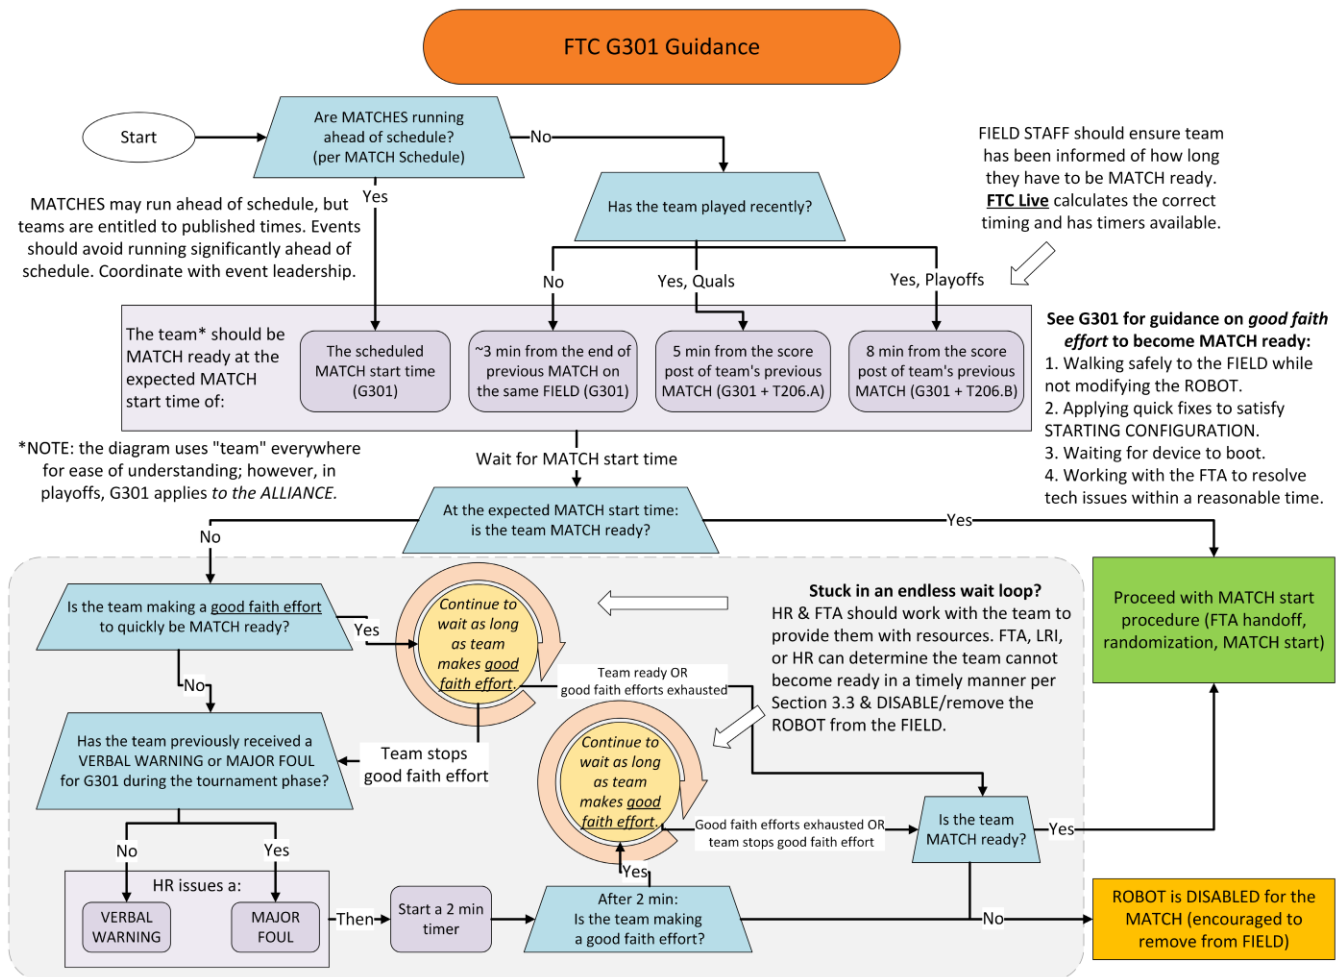 FTC G301 Guidance
Start
Are MATCHES running
ahead of schedule?
(per MATCH Schedule)
No
Yes
Has the team played recently?
FIELD STAFF should ensure team
has been informed of how long
they have to be MATCH ready.
FTC Live calculates the correct
timing and has timers available.
MATCHES may run ahead of schedule, but
teams are entitled to published times. Events
should avoid running significantly ahead of
schedule. Coordinate with event leadership.
No
Yes, Quals
Yes, Playoffs
The team* should be
MATCH ready at the
expected MATCH
start time of:
The scheduled
MATCH start time
(G301)
~3 min from the end of
previous MATCH on
the same FIELD (G301)
5 min from the score
post of team's previous
MATCH (G301 + T206.A)
8 min from the score
post of team's previous
MATCH (G301 + T206.B)
See G301 for guidance on good faith
effort to become MATCH ready:
1. Walking safely to the FIELD while
not modifying the ROBOT.
2. Applying quick fixes to satisfy
STARTING CONFIGURATION.
3. Waiting for device to boot.
4. Working with the FTA to resolve
tech issues within a reasonable time.
*NOTE: the diagram uses "team" everywhere
for ease of understanding; however, in
playoffs, G301 applies to the ALLIANCE.
Wait for MATCH start time
At the expected MATCH start time:
is the team MATCH ready?
No
Yes
Is the team making a good faith effort
to quickly be MATCH ready?
Yes
Continue to
wait as long
as team
makes good
faith effort.
Stuck in an endless wait loop?
HR & FTA should work with the team to
provide them with resources. FTA, LRI,
or HR can determine the team cannot
become ready in a timely manner per
Section 3.3 & DISABLE/remove the
ROBOT from the FIELD.
Proceed with MATCH start
procedure (FTA handoff,
randomization, MATCH start)
No
Team ready OR
good faith efforts exhausted
Has the team previously received a
VERBAL WARNING or MAJOR FOUL
for G301 during the tournament phase?
Team stops
good faith effort
Continue to
wait as long
as team
makes good
faith effort.
Good faith efforts exhausted OR
team stops good faith effort
Is the team
MATCH ready?
Yes
No
Yes
HR issues a:
VERBAL
WARNING
MAJOR
FOUL
Then
Start a 2 min
timer
Yes
After 2 min:
Is the team making
a good faith effort?
No
ROBOT is DISABLED for the
MATCH (encouraged to
remove from FIELD)